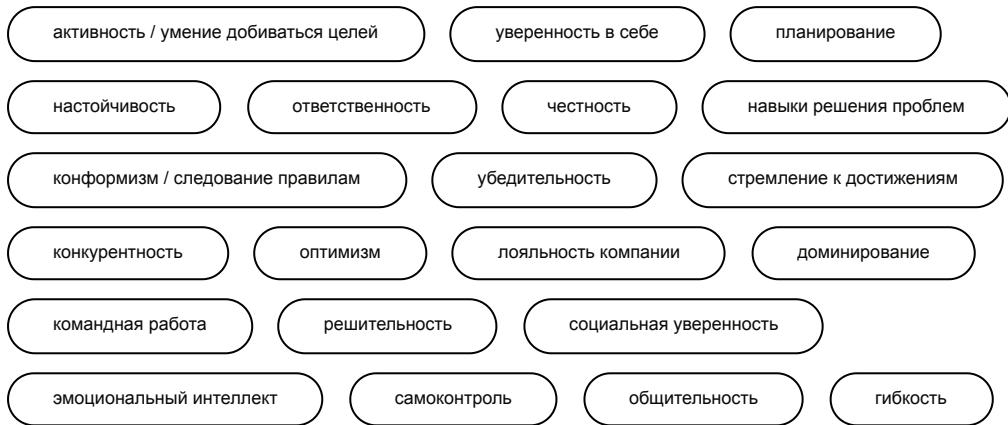 активность / умение добиваться целей
уверенность в себе
планирование
настойчивость
ответственность
честность
навыки решения проблем
конформизм / следование правилам
убедительность
стремление к достижениям
конкурентность
оптимизм
лояльность компании
доминирование
командная работа
решительность
социальная уверенность
эмоциональный интеллект
самоконтроль
общительность
гибкость